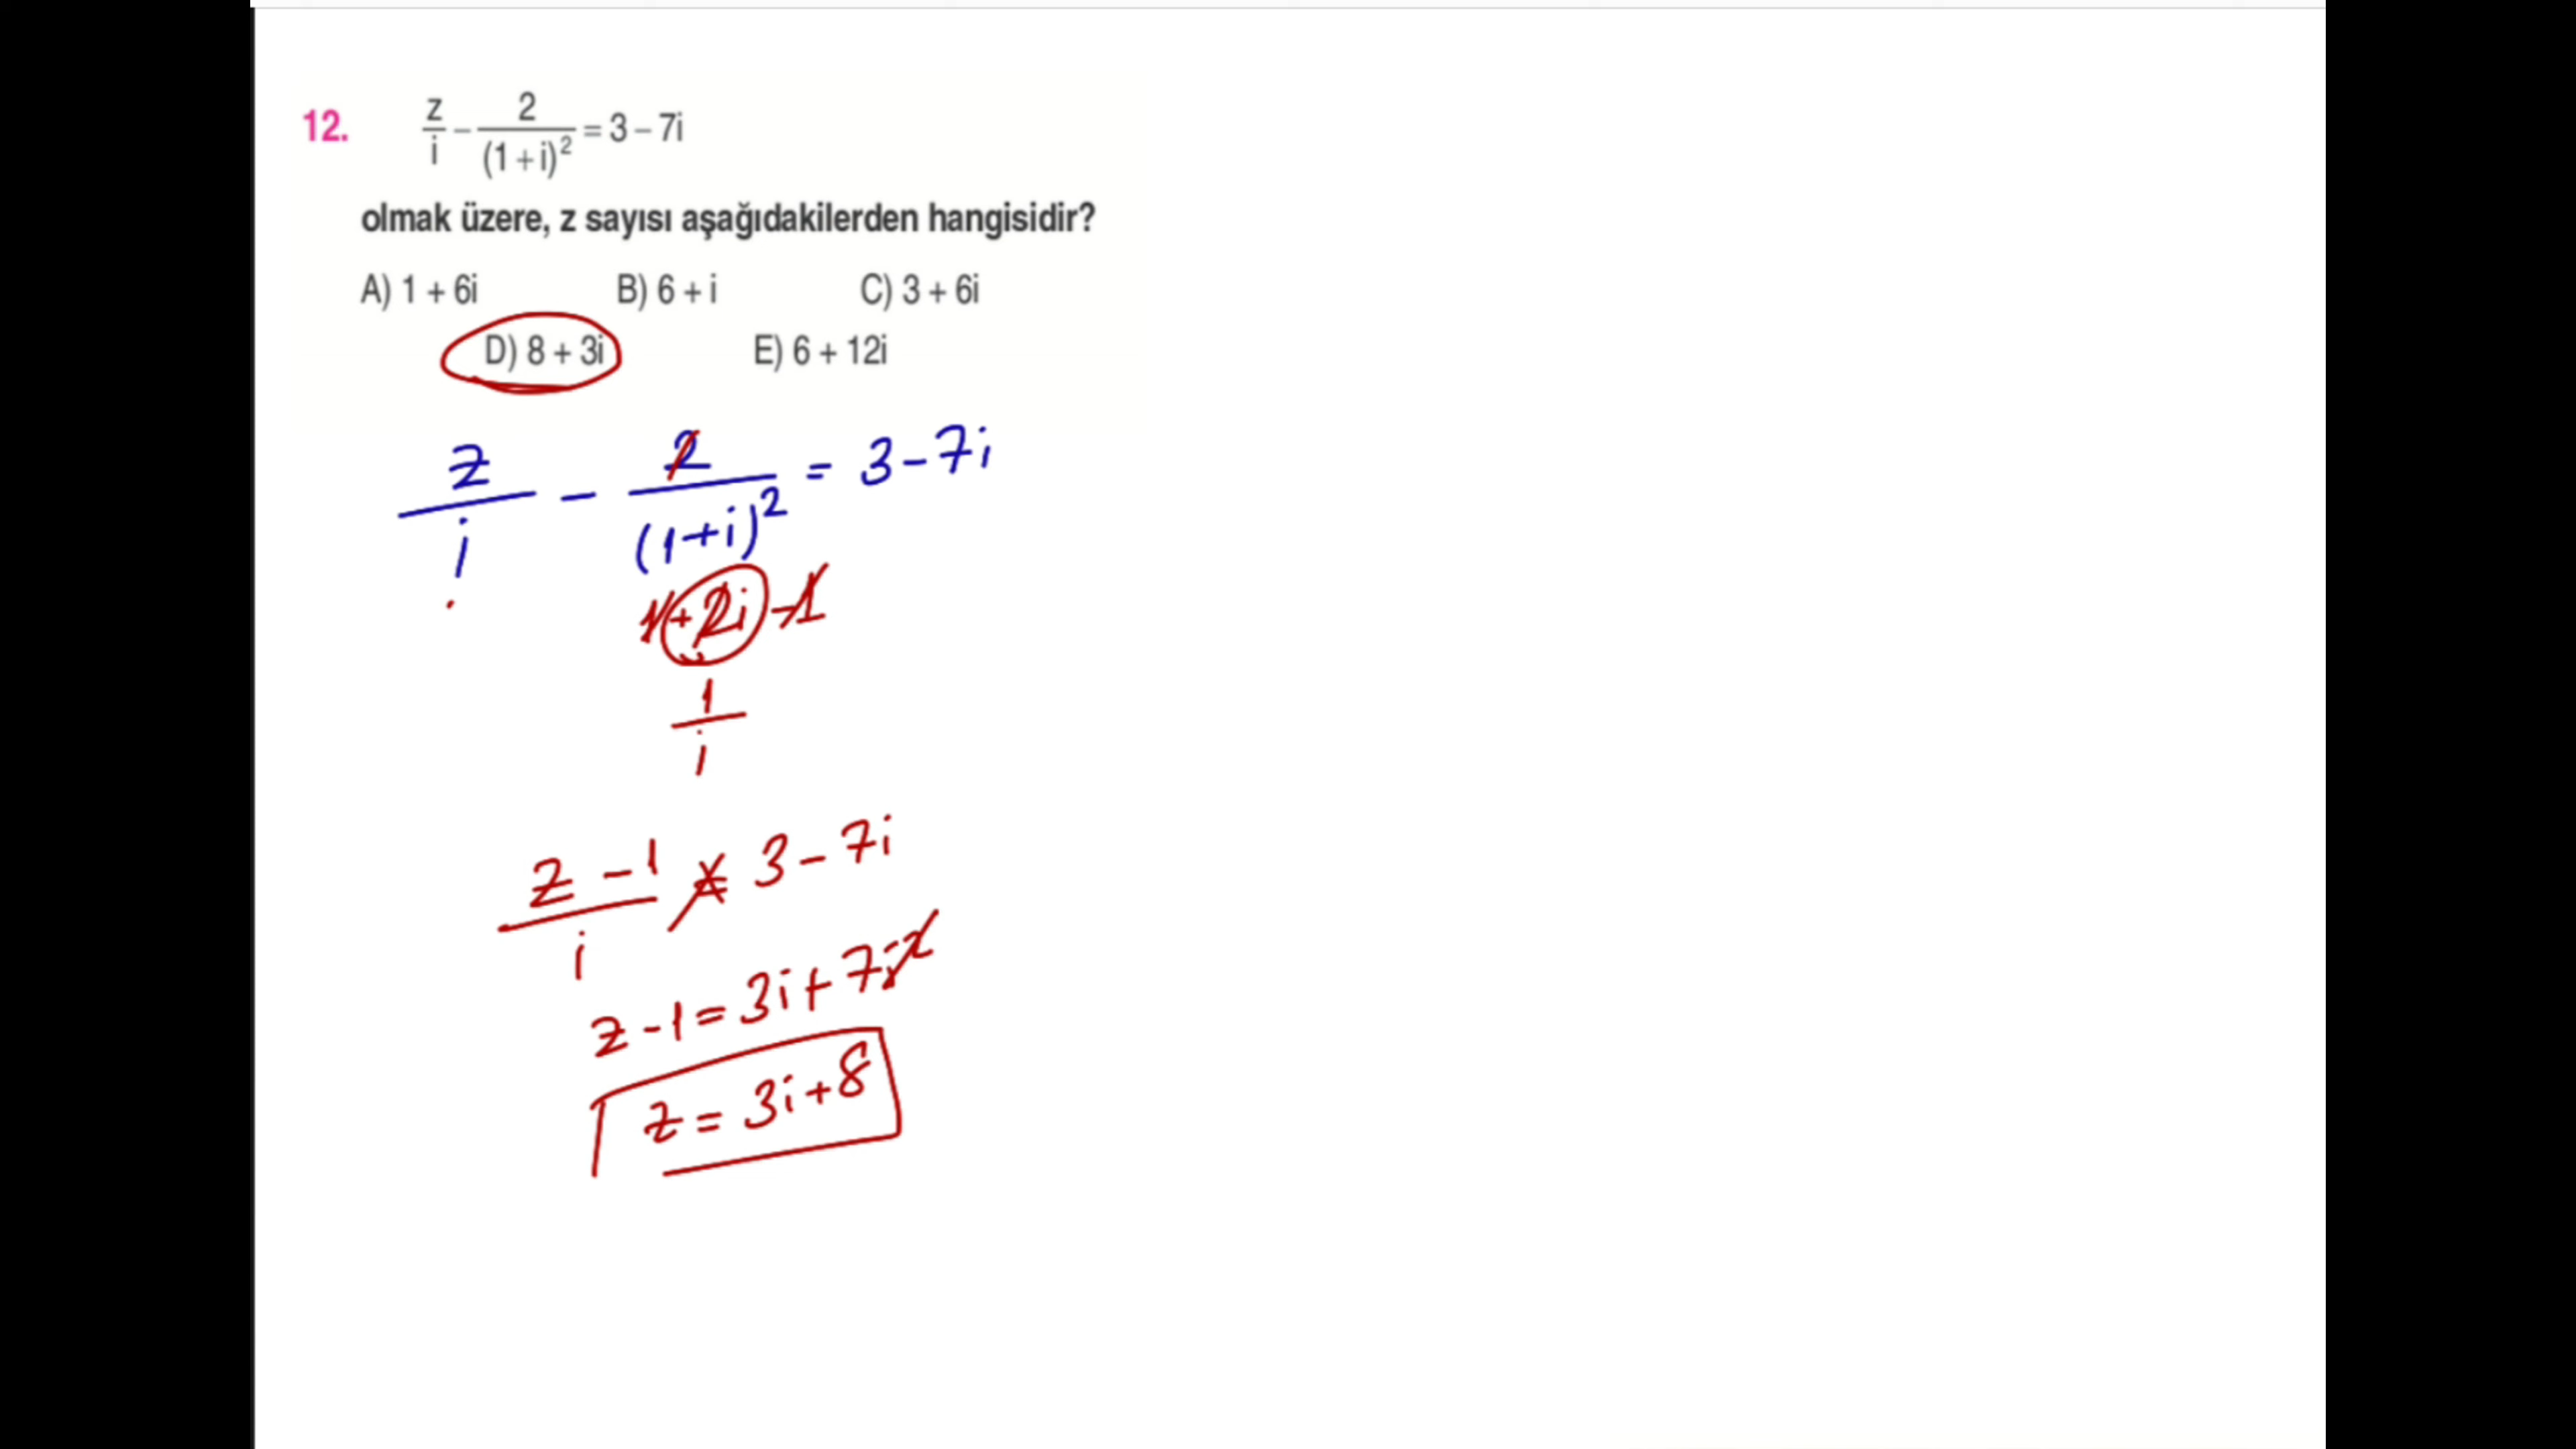 12. z/i - 2/(1 + i)² = 3 - 7i
olmak üzere, z sayısı aşağıdakilerden hangisidir?
A) 1 + 6i B) 6 + i C) 3 + 6i
D) 8 + 3i E) 6 + 12i
z/i - 2/(1+i)² = 3-7i
1+2i-1
1/i
z-1/i = 3-7i
z-1=3i+7i²
z=3i+8